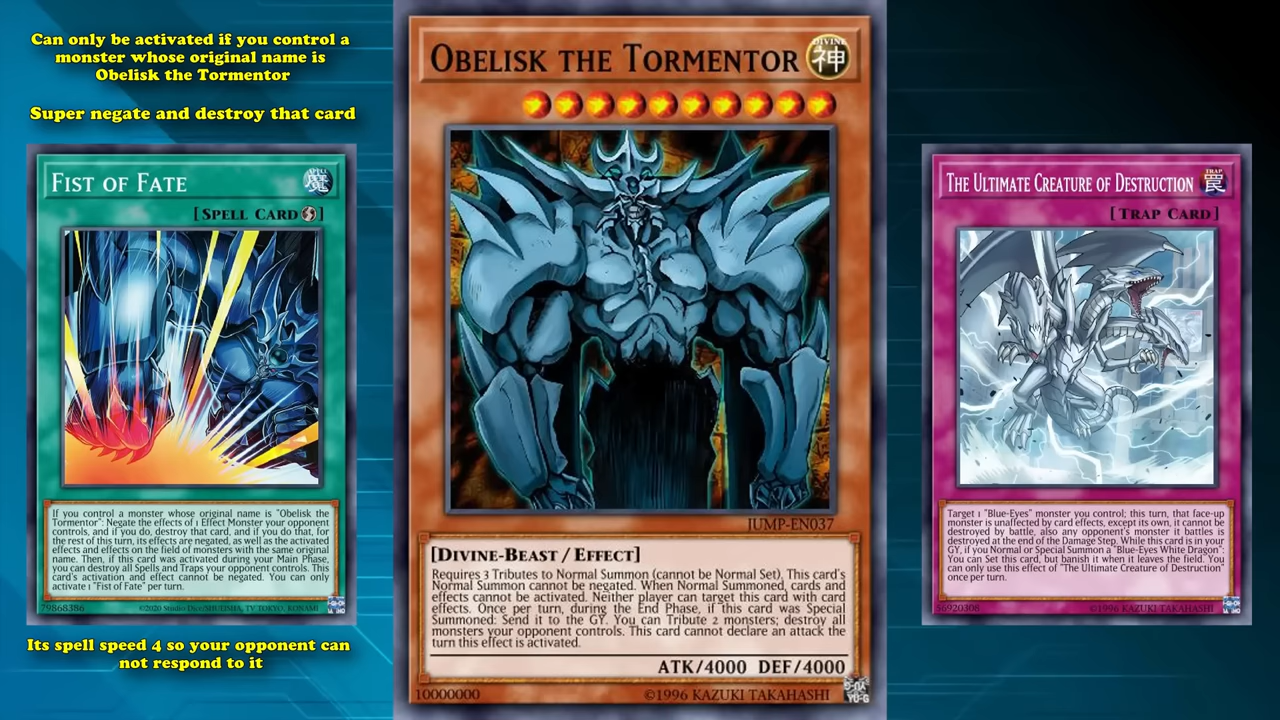 Can only be activated if you control a
monster whose original name is
Obelisk the Tormentor
Super negate and destroy that card
Fist of Fate
SPELL
魔
[Spell Card]
If you control a monster whose original name is "Obelisk the
Tormentor": Negate the effects of 1 Effect Monster your opponent
controls, and if you do, destroy that card, and if you do that, for
the rest of this turn, its effects are negated, as well as the activated
effects and effects on the field of monsters with the same original
name. Then, if this card was activated during your Main Phase,
you can destroy all Spells and Traps your opponent controls. This
card's activation and effect cannot be negated. You can only
activate 1 "Fist of Fate" per turn.
79868386
©2020 Studio Dice/SHUEISHA, TV TOKYO, KONAMI
Its spell speed 4 so your opponent can
not respond to it
Obelisk the Tormentor
DIVINE
神
JUMP-EN037
[Divine-Beast / Effect]
Requires 3 Tributes to Normal Summon (cannot be Normal Set). This card's
Normal Summon cannot be negated. When Normal Summoned, cards and
effects cannot be activated. Neither player can target this card with card
effects. Once per turn, during the End Phase, if this card was Special
Summoned: Send it to the GY. You can Tribute 2 monsters; destroy all
monsters your opponent controls. This card cannot declare an attack the
turn this effect is activated.
ATK/4000 DEF/4000
10000000
©1996 KAZUKI TAKAHASHI
The Ultimate Creature of Destruction
TRAP
罠
[Trap Card]
Target 1 "Blue-Eyes" monster you control; this turn, that face-up
monster is unaffected by card effects, except its own, it cannot be
destroyed by battle, also any opponent's monster it battles is
destroyed at the end of the Damage Step. While this card is in your
GY, if you Normal or Special Summon a "Blue-Eyes White Dragon":
You can Set this card, but banish it when it leaves the field. You
can only use this effect of "The Ultimate Creature of Destruction"
once per turn.
56920308
©1996 KAZUKI TAKAHASHI